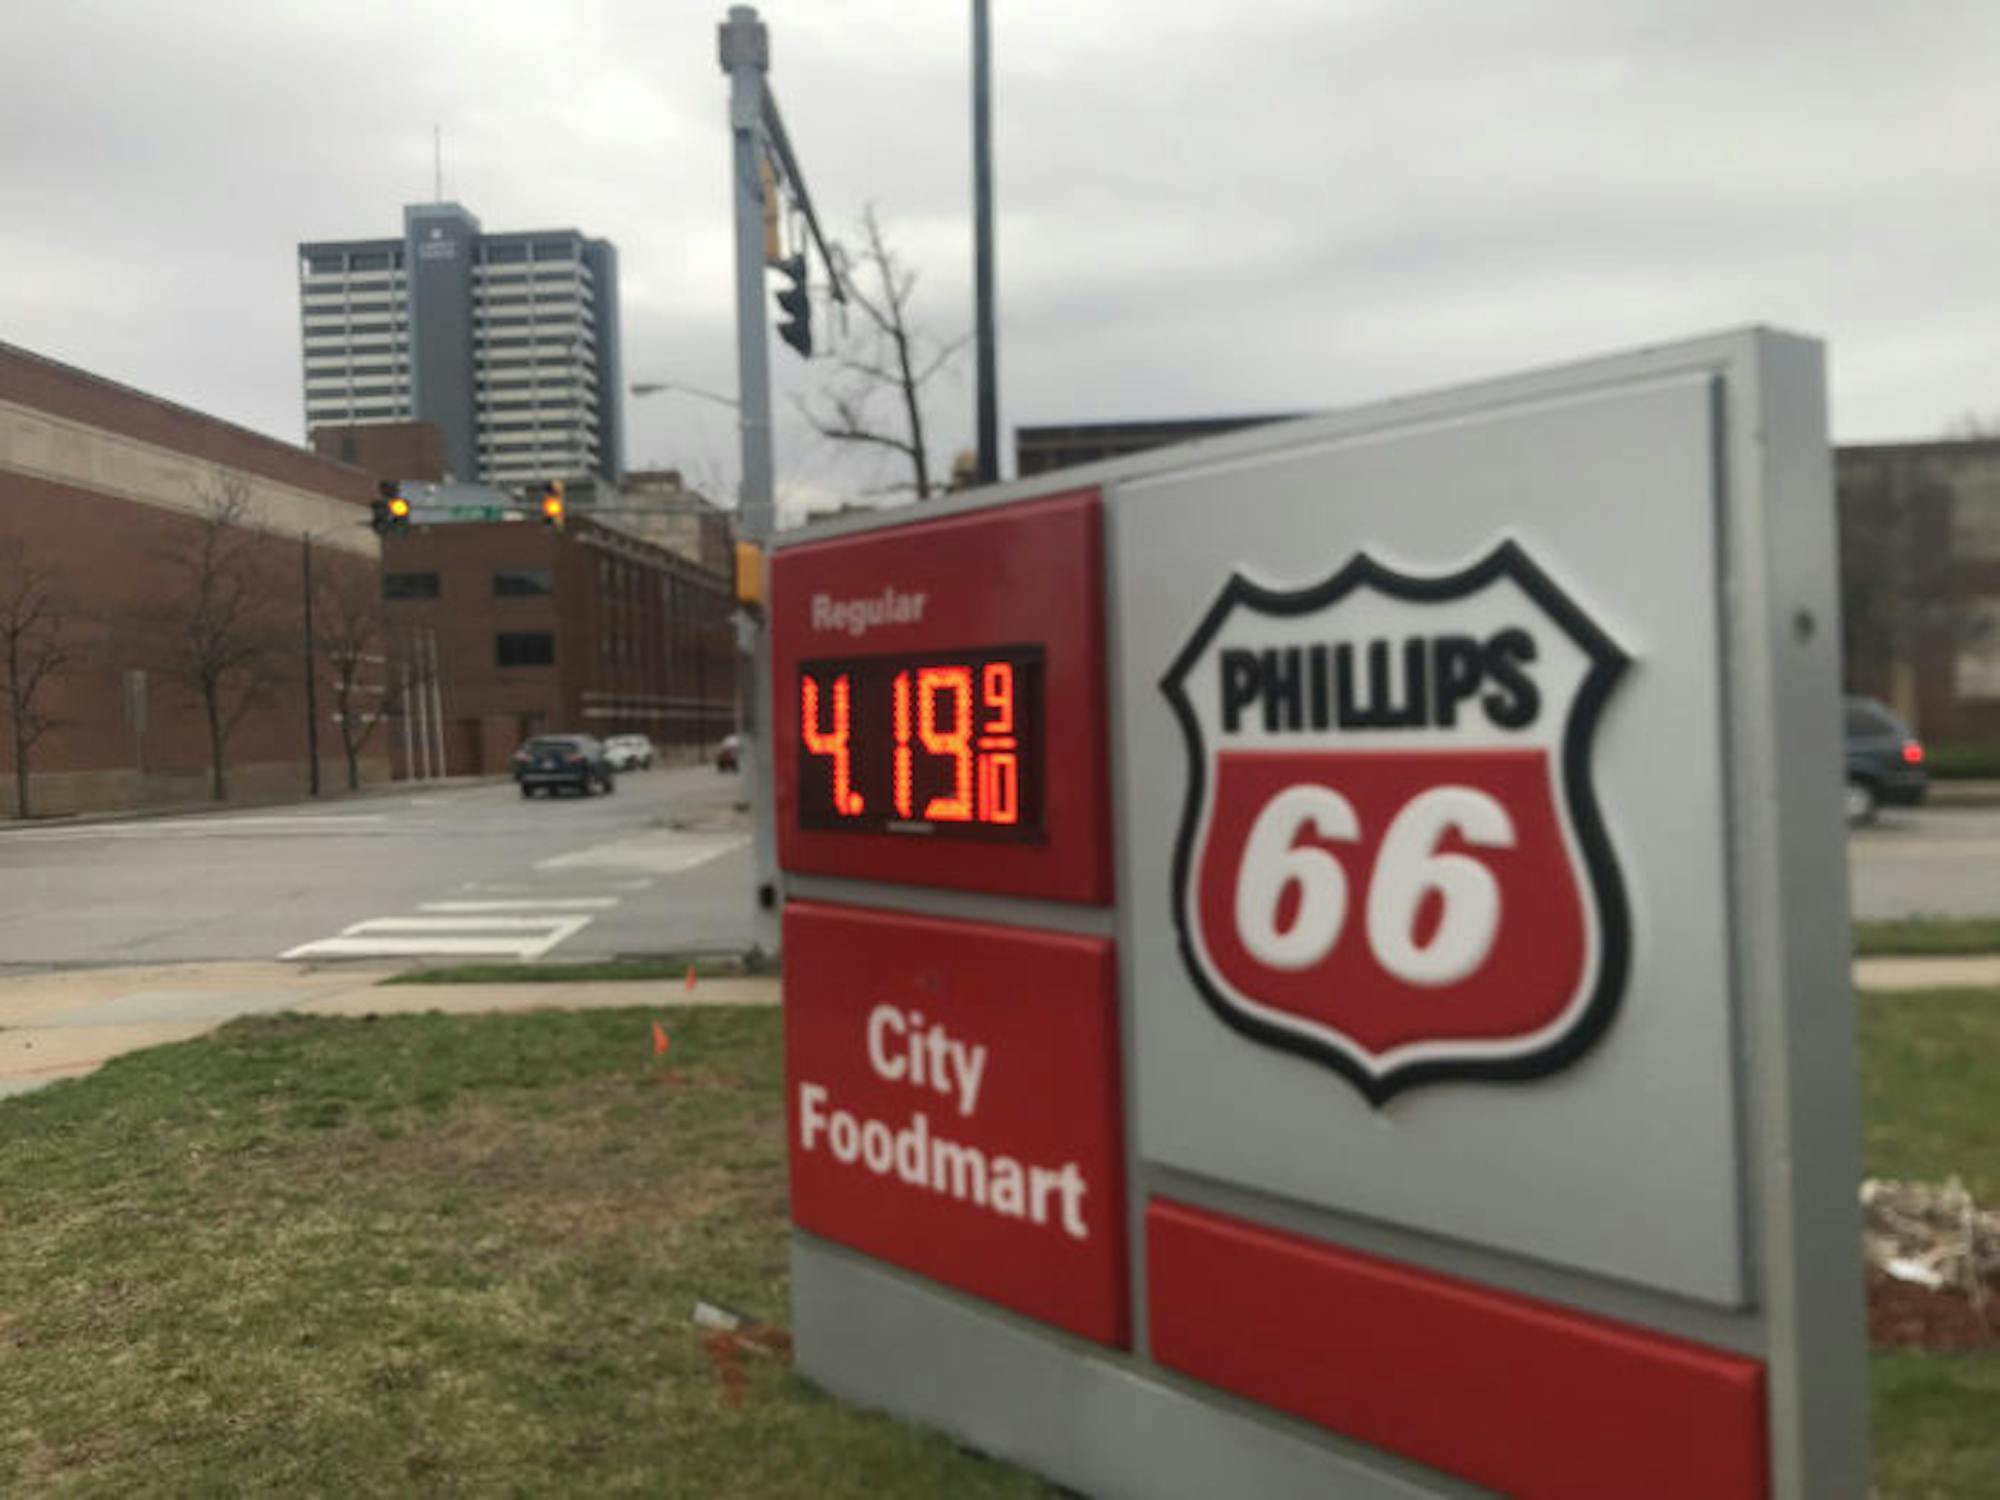 Regular
4.19 9/10
City
Foodmart
PHILLIPS
66